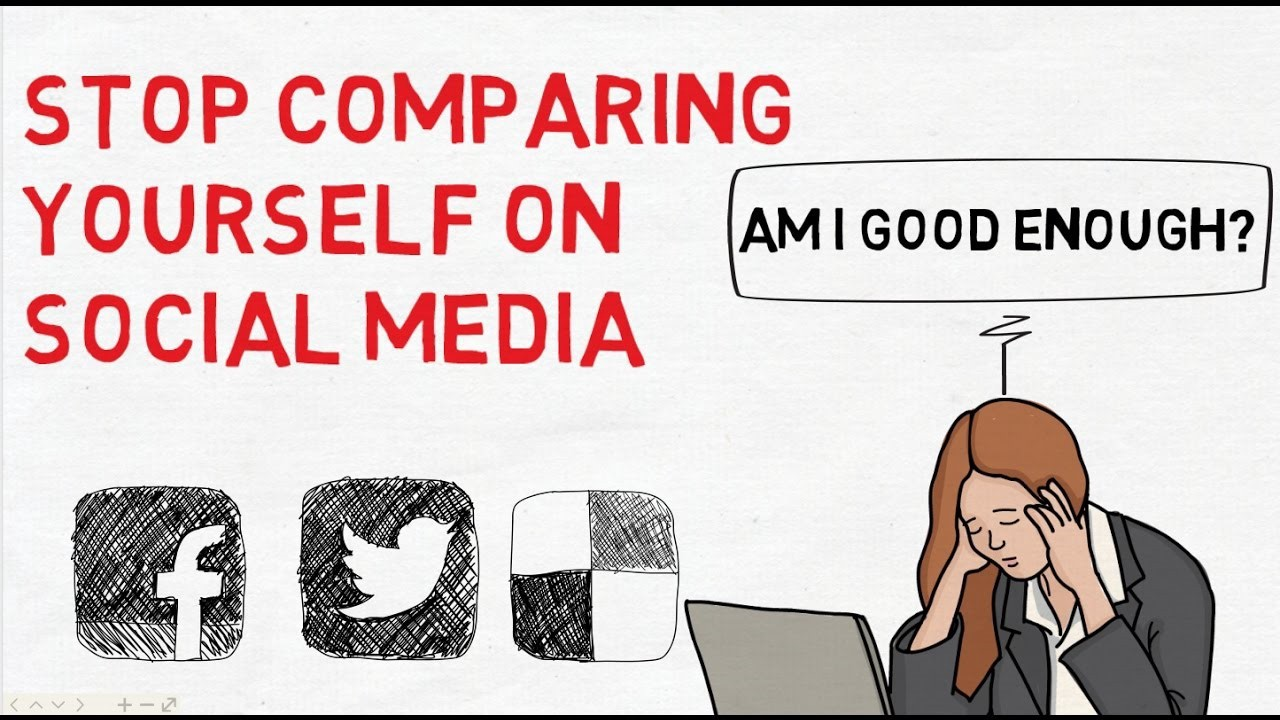 STOP COMPARING
YOURSELF ON
SOCIAL MEDIA
AM I GOOD ENOUGH?